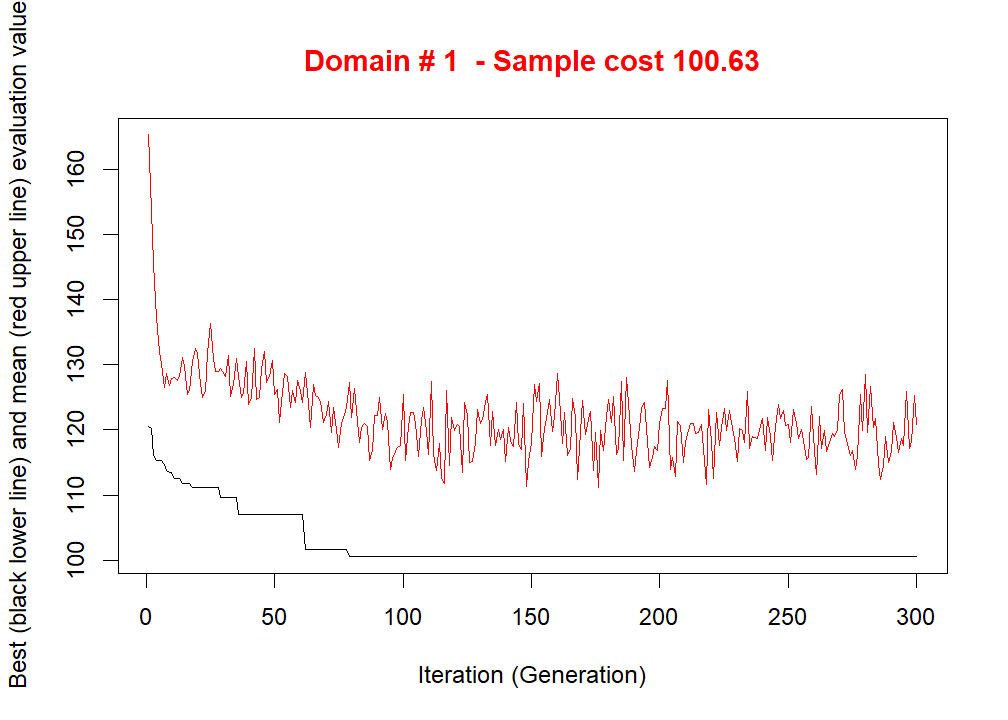 Domain # 1 - Sample cost 100.63
Best (black lower line) and mean (red upper line) evaluation value
160
150
140
130
120
110
100
0 50 100 150 200 250 300
Iteration (Generation)